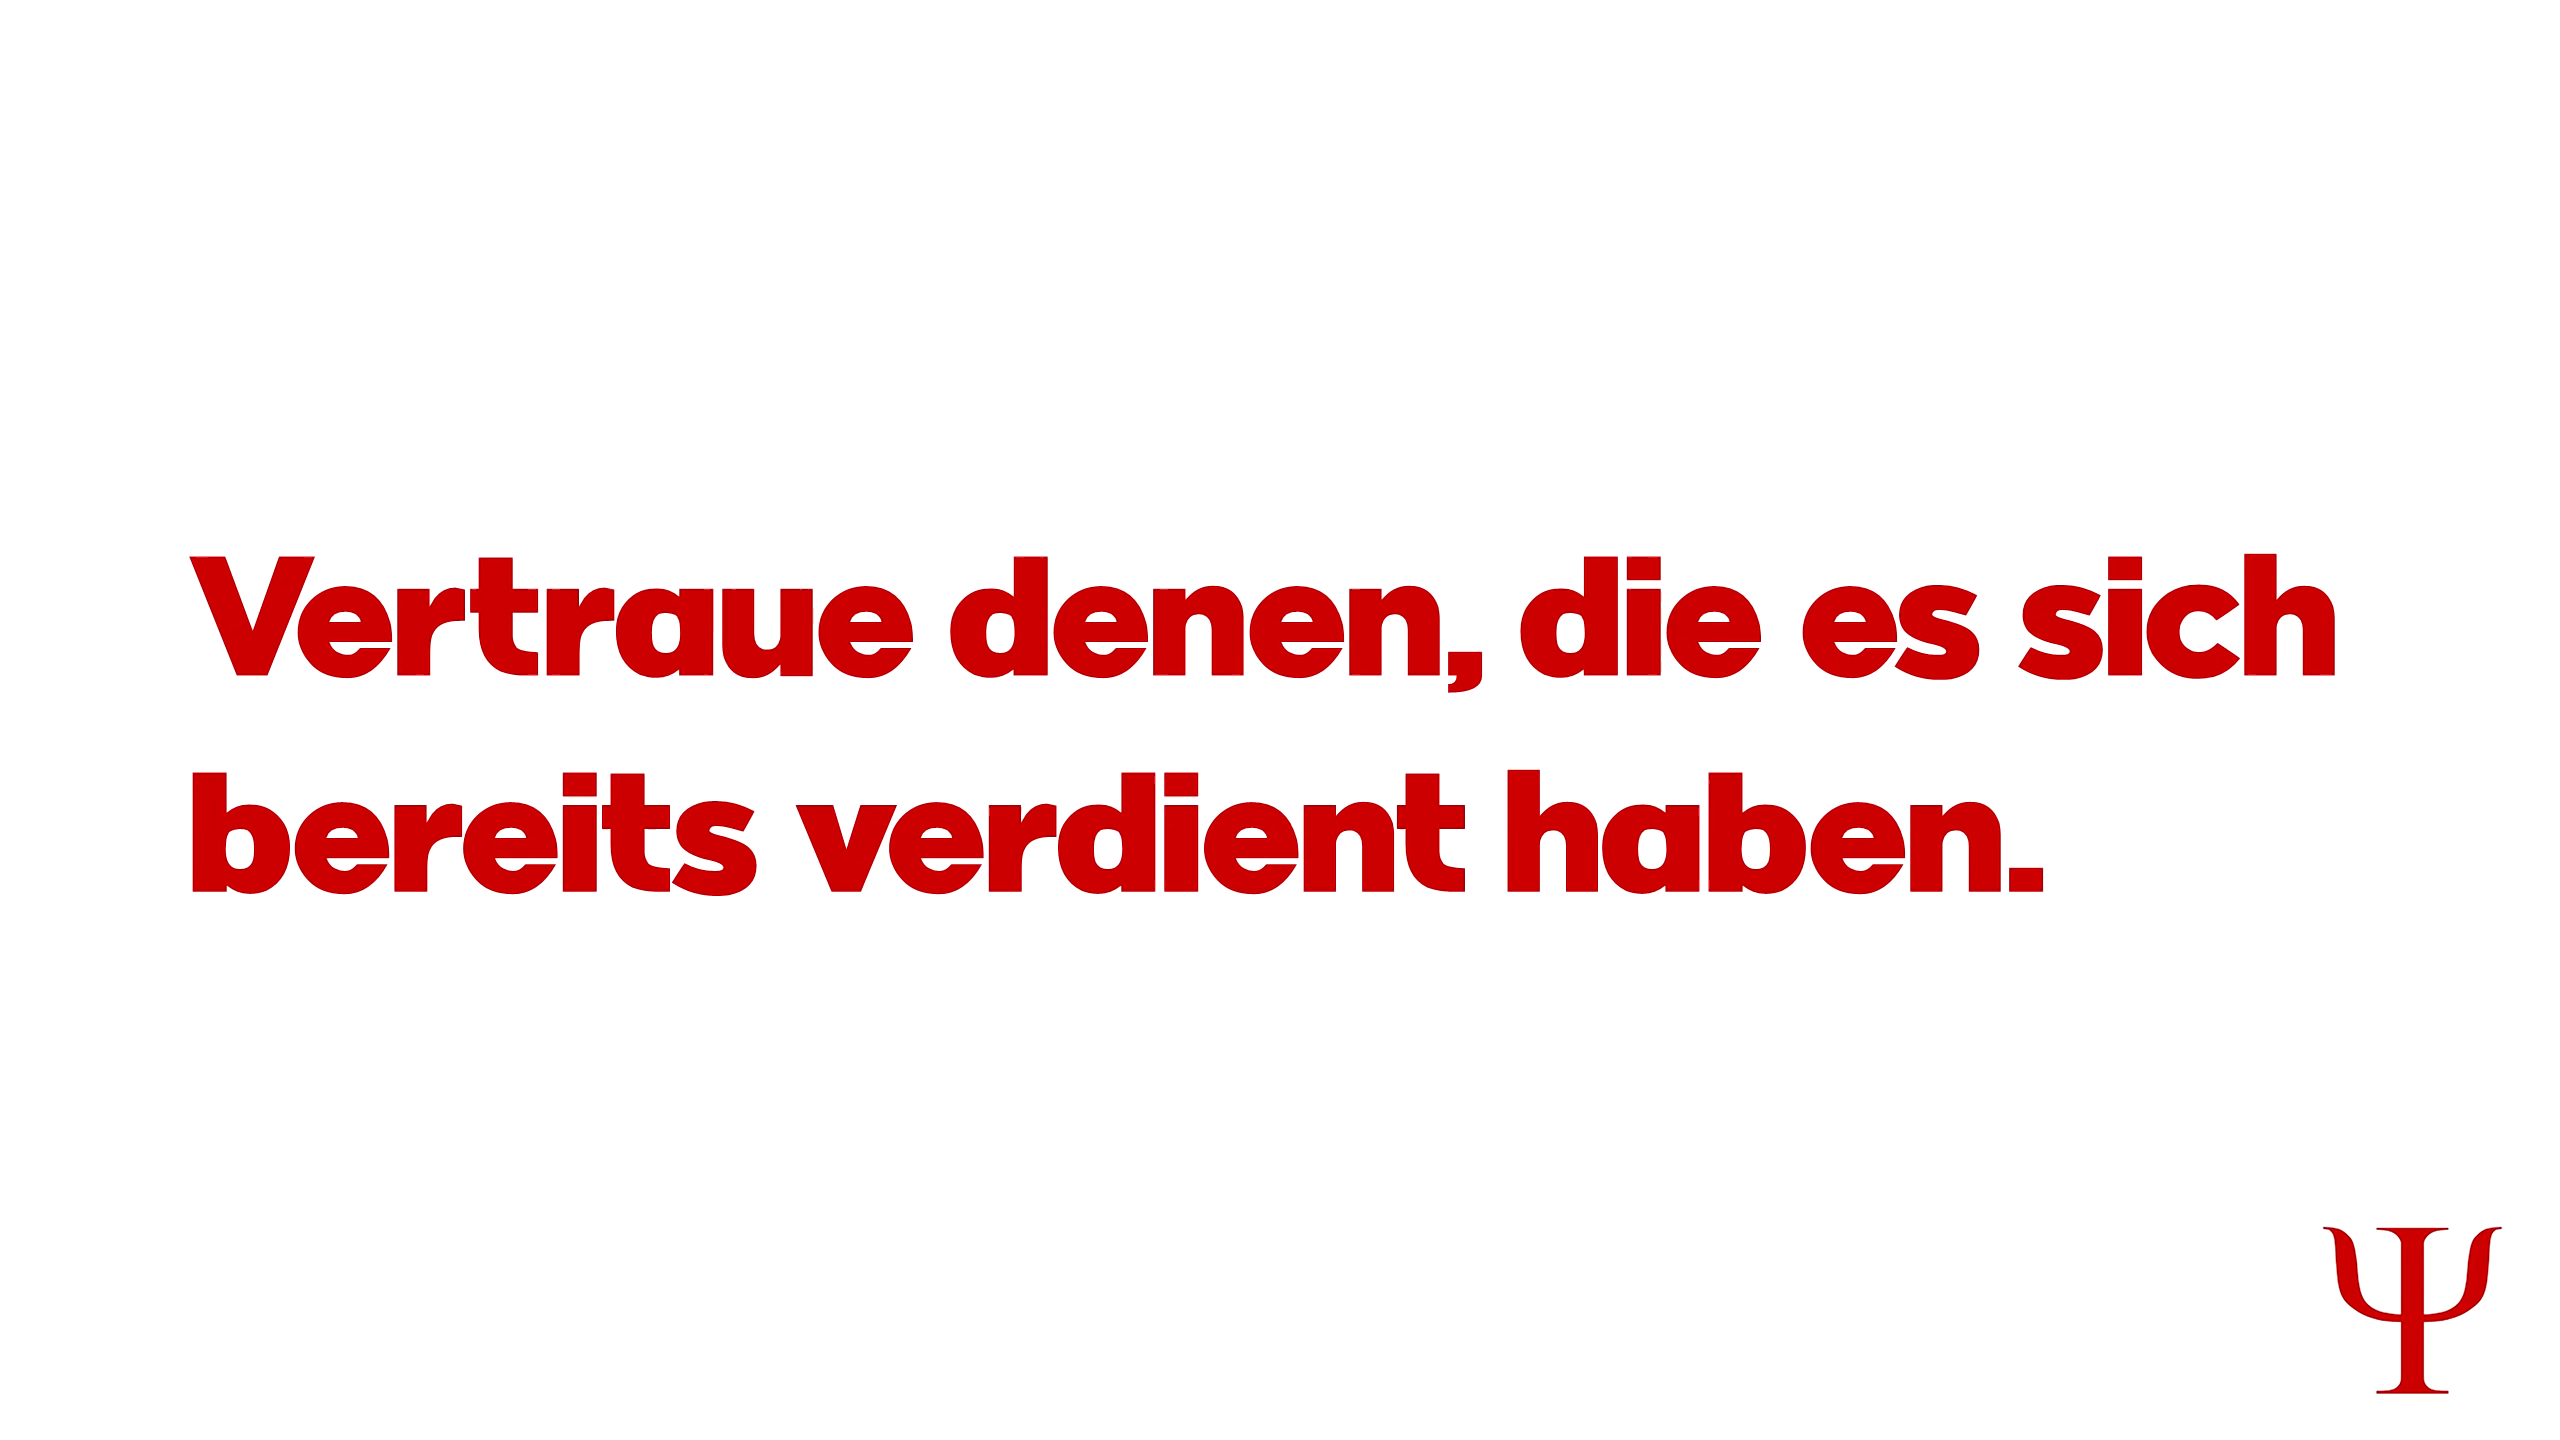 Vertraue denen, die es sich
bereits verdient haben.
Ψ